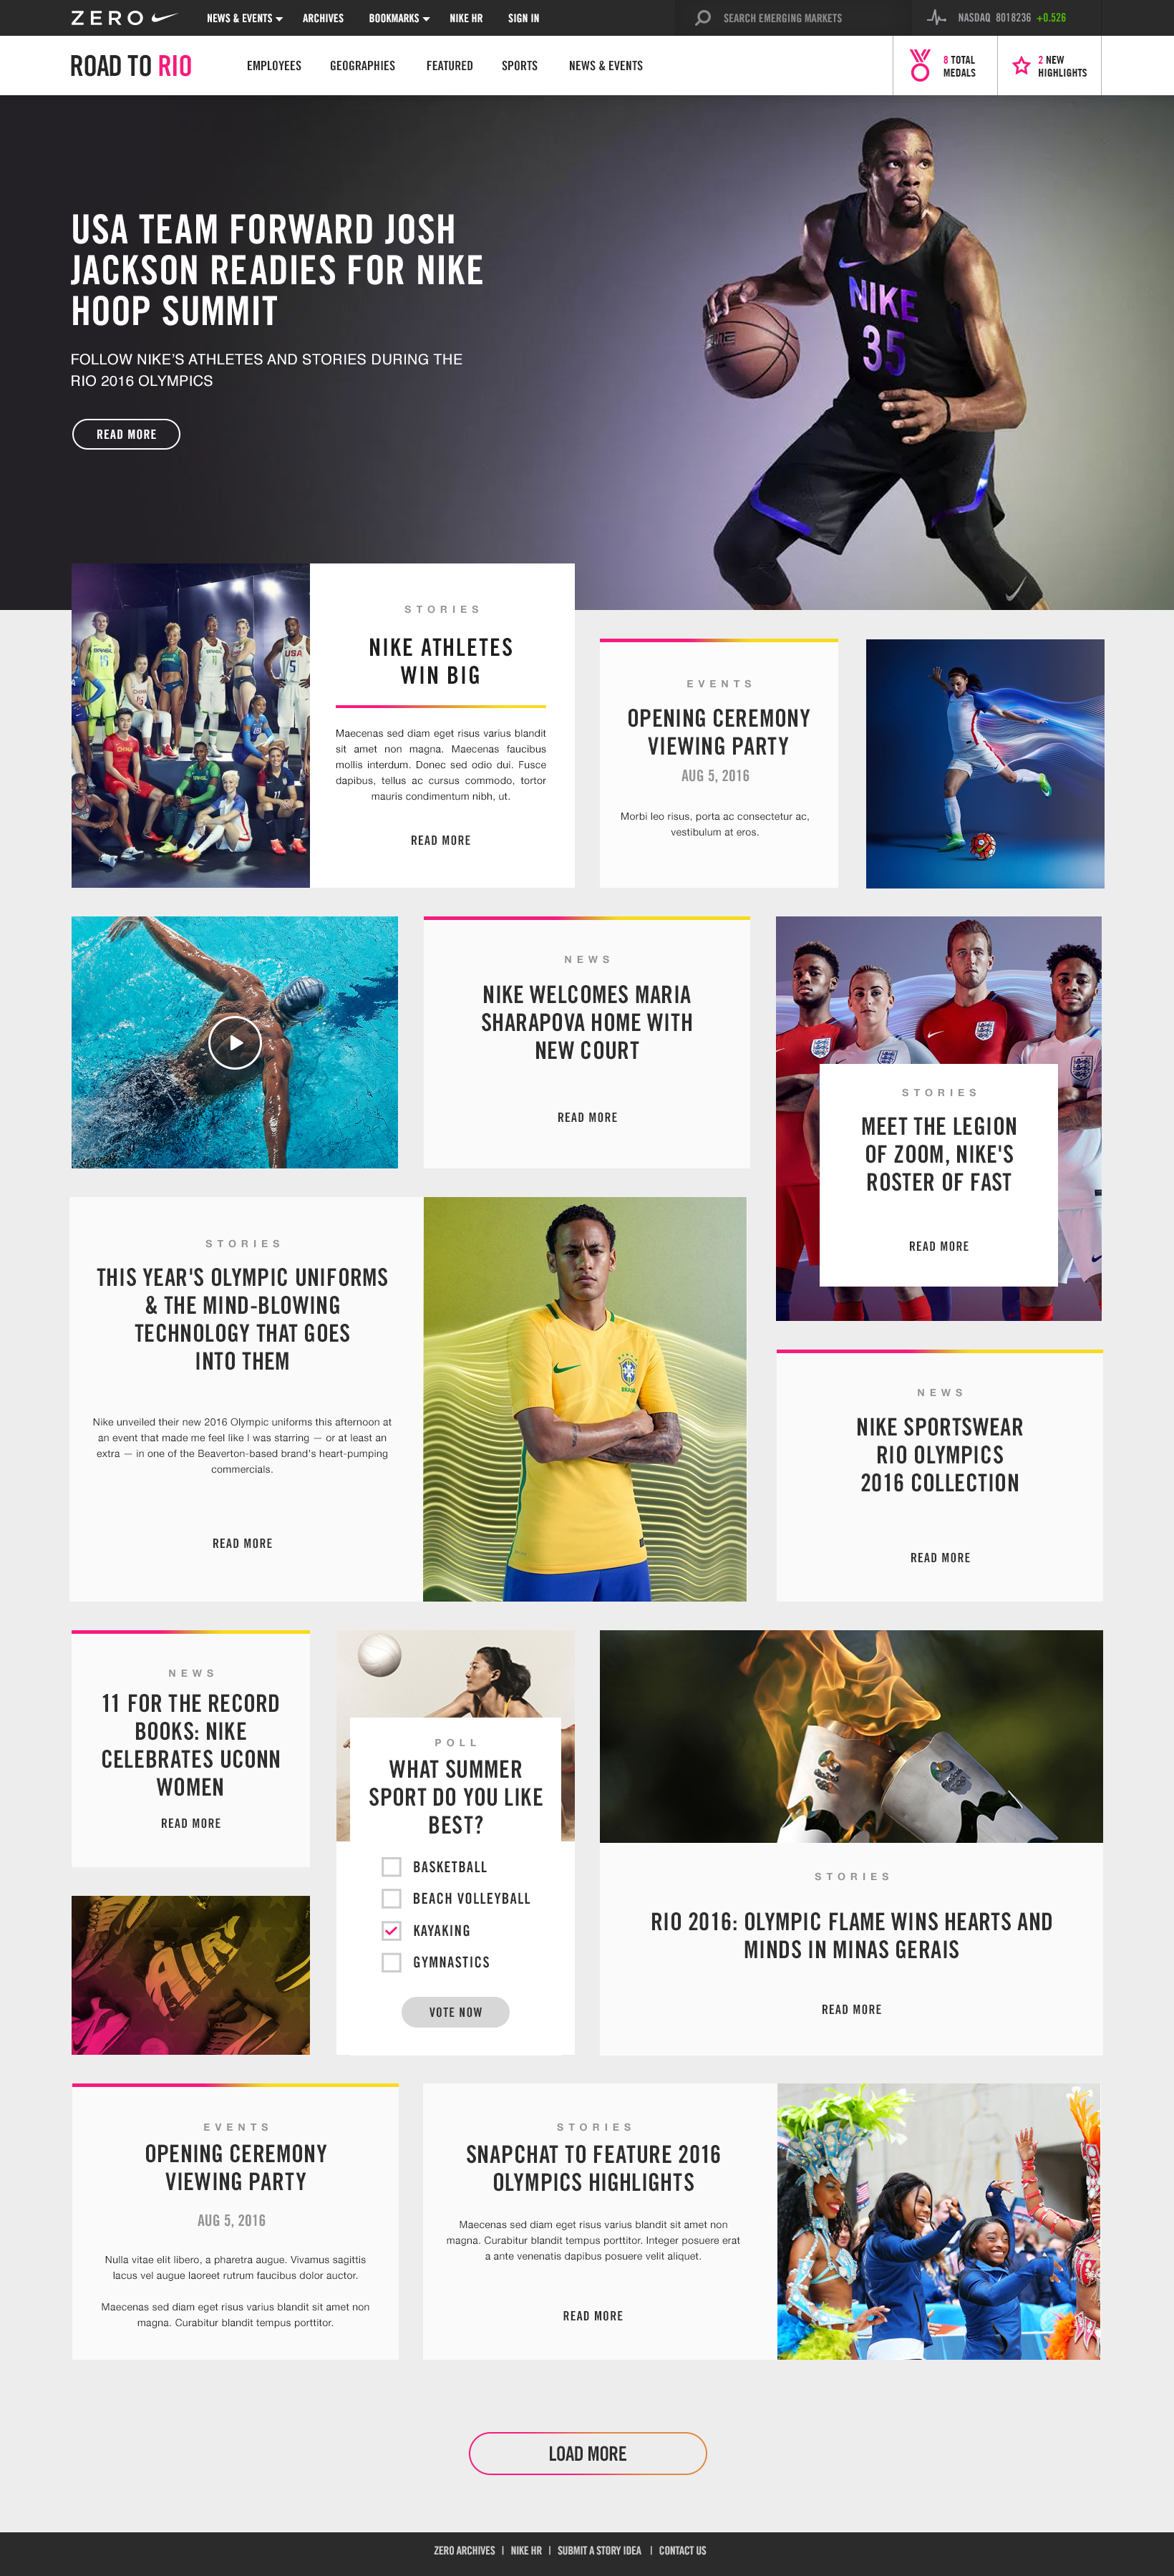 ZERO
NEWS & EVENTS
ARCHIVES
BOOKMARKS
NIKE HR
SIGN IN
SEARCH EMERGING MARKETS
NASDAQ 8018236 +0.526
ROAD TO RIO
EMPLOYEES
GEOGRAPHIES
FEATURED
SPORTS
NEWS & EVENTS
8 TOTAL
MEDALS
2 NEW
HIGHLIGHTS
USA TEAM FORWARD JOSH
JACKSON READIES FOR NIKE
HOOP SUMMIT
FOLLOW NIKE'S ATHLETES AND STORIES DURING THE
RIO 2016 OLYMPICS
READ MORE
NIKE
35
STORIES
NIKE ATHLETES
WIN BIG
Maecenas sed diam eget risus varius blandit
sit amet non magna. Maecenas faucibus
mollis interdum. Donec sed odio dui. Fusce
dapibus, tellus ac cursus commodo, tortor
mauris condimentum nibh, ut.
READ MORE
USA
5
CHINA
EVENTS
OPENING CEREMONY
VIEWING PARTY
AUG 5, 2016
Morbi leo risus, porta ac consectetur ac,
vestibulum at eros.
NEWS
NIKE WELCOMES MARIA
SHARAPOVA HOME WITH
NEW COURT
READ MORE
STORIES
MEET THE LEGION
OF ZOOM, NIKE'S
ROSTER OF FAST
READ MORE
STORIES
THIS YEAR'S OLYMPIC UNIFORMS
& THE MIND-BLOWING
TECHNOLOGY THAT GOES
INTO THEM
Nike unveiled their new 2016 Olympic uniforms this afternoon at
an event that made me feel like I was starring — or at least an
extra — in one of the Beaverton-based brand's heart-pumping
commercials.
READ MORE
BRASIL
NEWS
NIKE SPORTSWEAR
RIO OLYMPICS
2016 COLLECTION
READ MORE
NEWS
11 FOR THE RECORD
BOOKS: NIKE
CELEBRATES UCONN
WOMEN
READ MORE
AIR
POLL
WHAT SUMMER
SPORT DO YOU LIKE
BEST?
BASKETBALL
BEACH VOLLEYBALL
KAYAKING
GYMNASTICS
VOTE NOW
STORIES
RIO 2016: OLYMPIC FLAME WINS HEARTS AND
MINDS IN MINAS GERAIS
READ MORE
EVENTS
OPENING CEREMONY
VIEWING PARTY
AUG 5, 2016
Nulla vitae elit libero, a pharetra augue. Vivamus sagittis
lacus vel augue laoreet rutrum faucibus dolor auctor.
Maecenas sed diam eget risus varius blandit sit amet non
magna. Curabitur blandit tempus porttitor.
STORIES
SNAPCHAT TO FEATURE 2016
OLYMPICS HIGHLIGHTS
Maecenas sed diam eget risus varius blandit sit amet non
magna. Curabitur blandit tempus porttitor. Integer posuere erat
a ante venenatis dapibus posuere velit aliquet.
READ MORE
LOAD MORE
ZERO ARCHIVES | NIKE HR | SUBMIT A STORY IDEA | CONTACT US